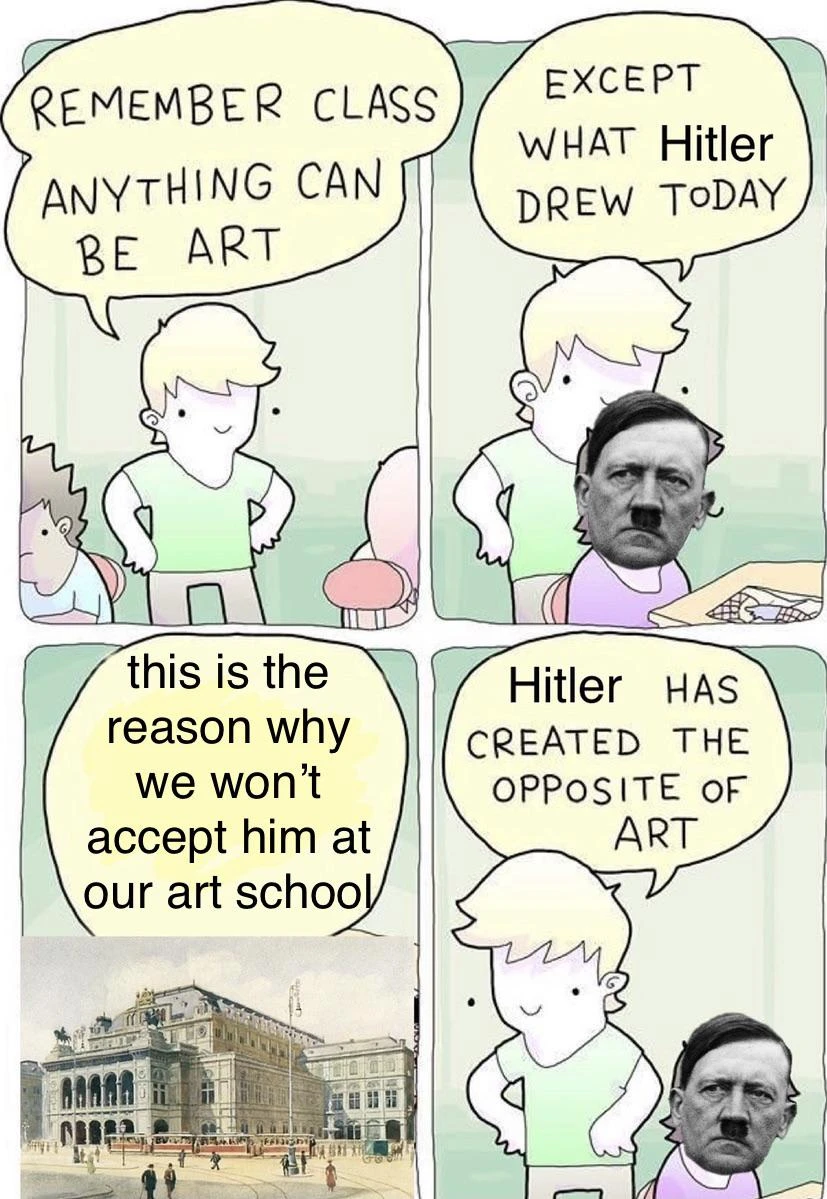 REMEMBER CLASS
ANYTHING CAN
BE ART
EXCEPT
WHAT Hitler
DREW TODAY
this is the
reason why
we won't
accept him at
our art school
Hitler HAS
CREATED THE
OPPOSITE OF
ART